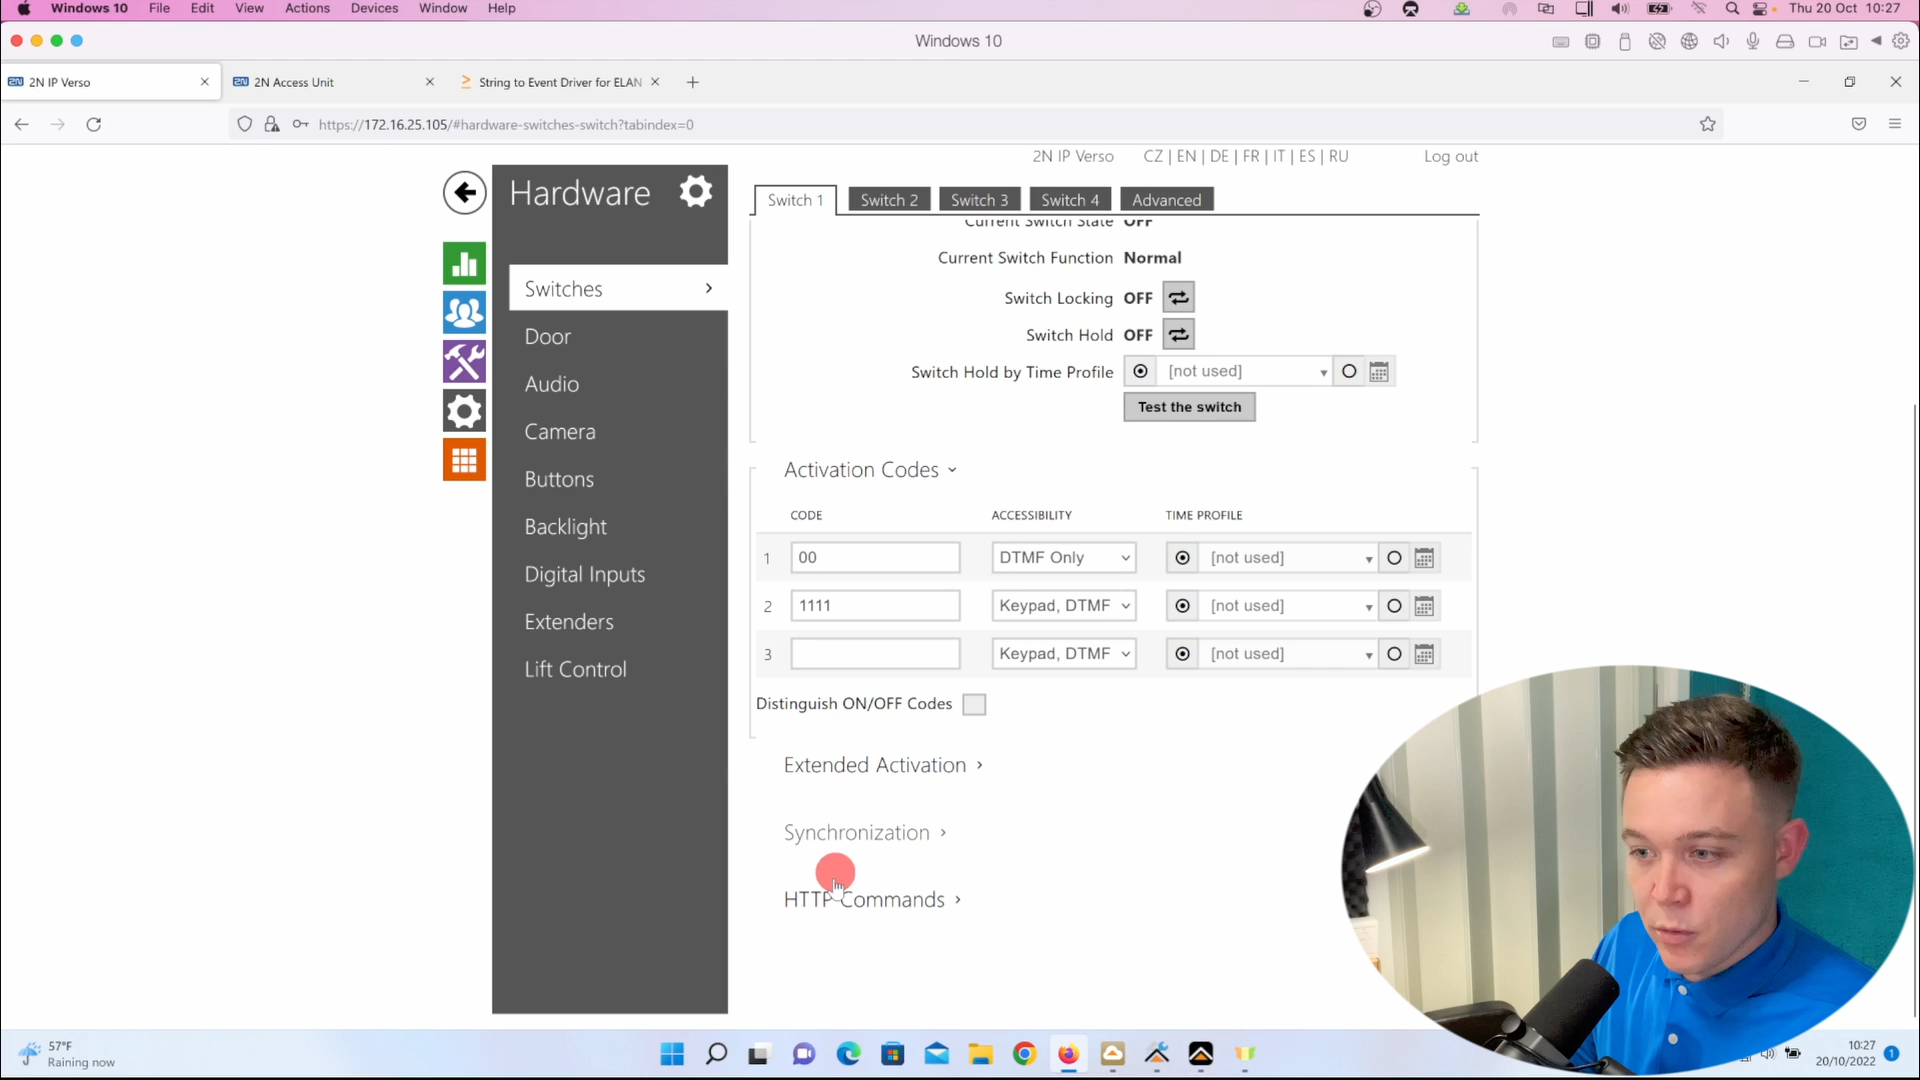 Windows 10 File Edit View Actions Devices Window Help Thu 20 Oct 10:27
Windows 10
2N IP Verso 2N Access Unit String to Event Driver for ELAN
https://172.16.25.105/#hardware-switches-switch?tabindex=0
2N IP Verso CZ | EN | DE | FR | IT | ES | RU Log out
Hardware
Switch 1 Switch 2 Switch 3 Switch 4 Advanced
Current Switch State OFF
Current Switch Function Normal
Switches
Switch Locking OFF
Door
Switch Hold OFF
Switch Hold by Time Profile [not used]
Audio
Test the switch
Camera
Activation Codes
Buttons
CODE ACCESSIBILITY TIME PROFILE
Backlight
1 00 DTMF Only [not used]
Digital Inputs
2 1111 Keypad, DTMF [not used]
Extenders
3 Keypad, DTMF [not used]
Lift Control
Distinguish ON/OFF Codes
Extended Activation
Synchronization
HTTP Commands
57°F
Raining now
10:27
20/10/2022
1